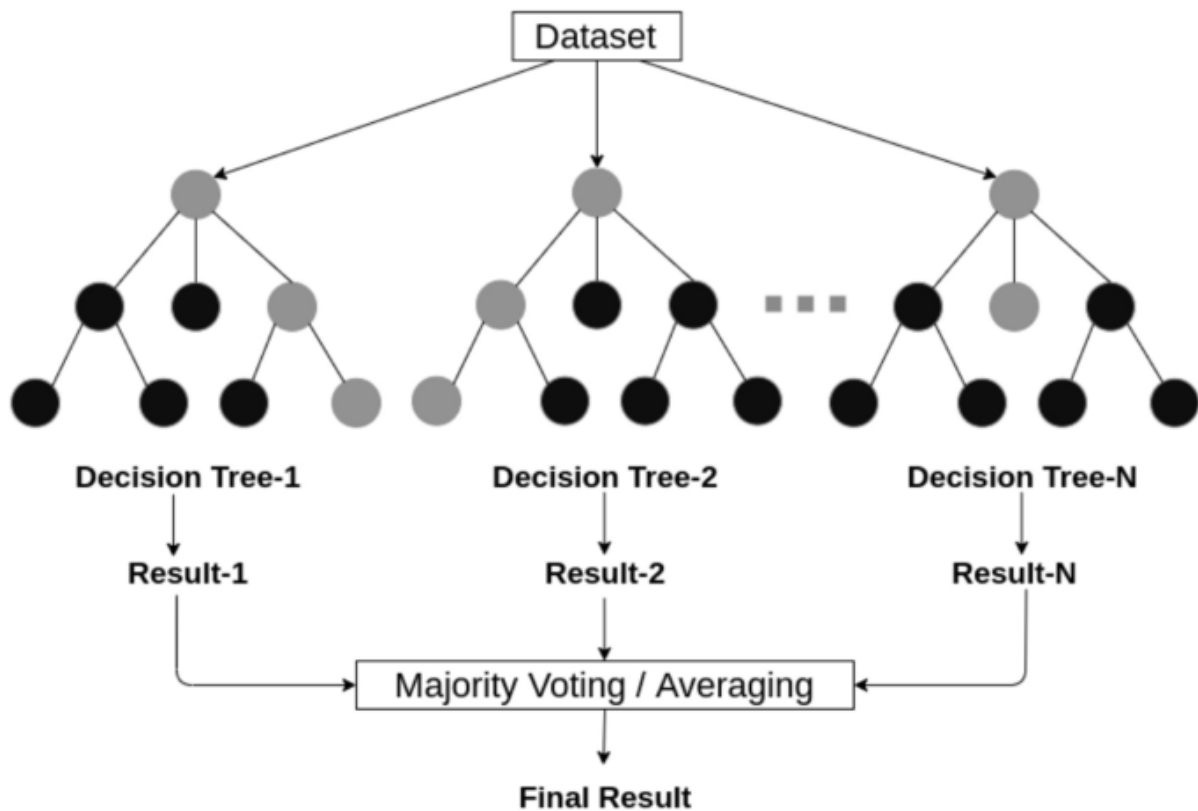 Dataset
Decision Tree-1
Decision Tree-2
Decision Tree-N
Result-1
Result-2
Result-N
Majority Voting / Averaging
Final Result